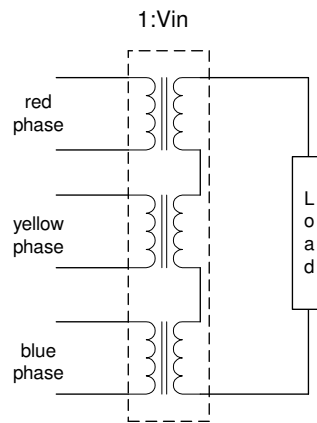 1:Vin
red
phase
yellow
phase
blue
phase
L
o
a
d